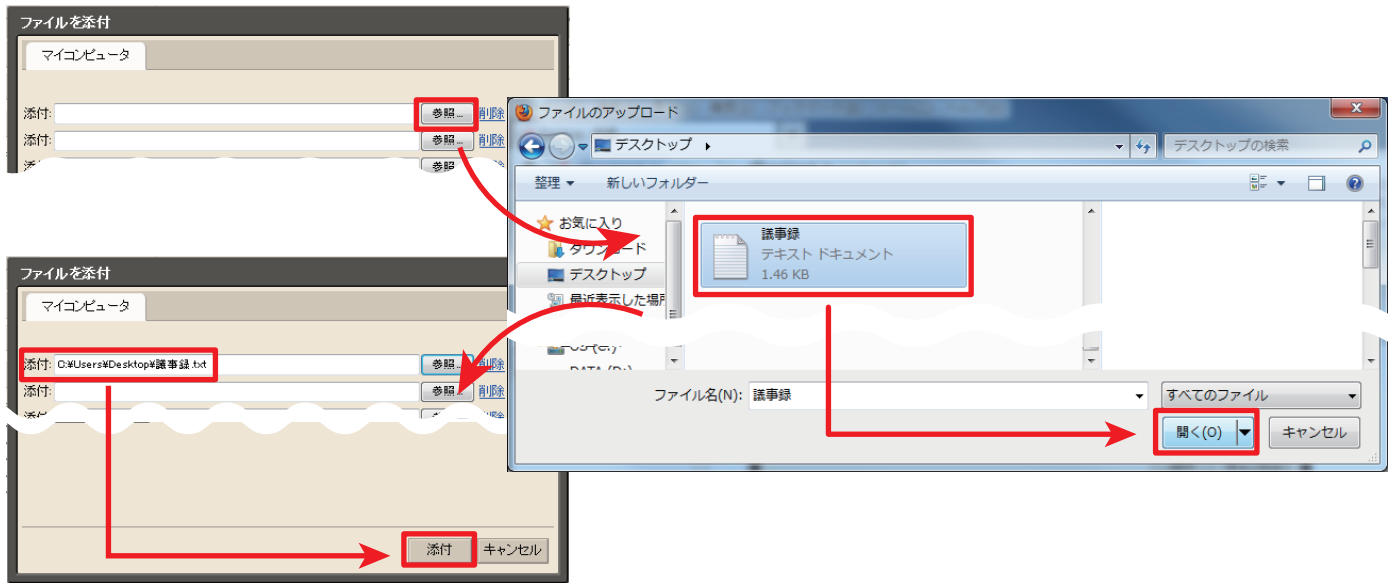 ファイルを添付
マイコンピュータ
添付: 参照... 削除
添付: 参照... 削除
ファイルのアップロード
デスクトップ
デスクトップの検索
整理
新しいフォルダー
お気に入り
ダウンロード
デスクトップ
最近表示した場所
議事録
テキスト ドキュメント
1.46 KB
OS (C:)
DATA (D:)
ファイル名(N): 議事録
すべてのファイル
開く(O)
キャンセル
ファイルを添付
マイコンピュータ
添付: C:¥Users¥Desktop¥議事録.txt 参照... 削除
添付: 参照... 削除
添付
キャンセル